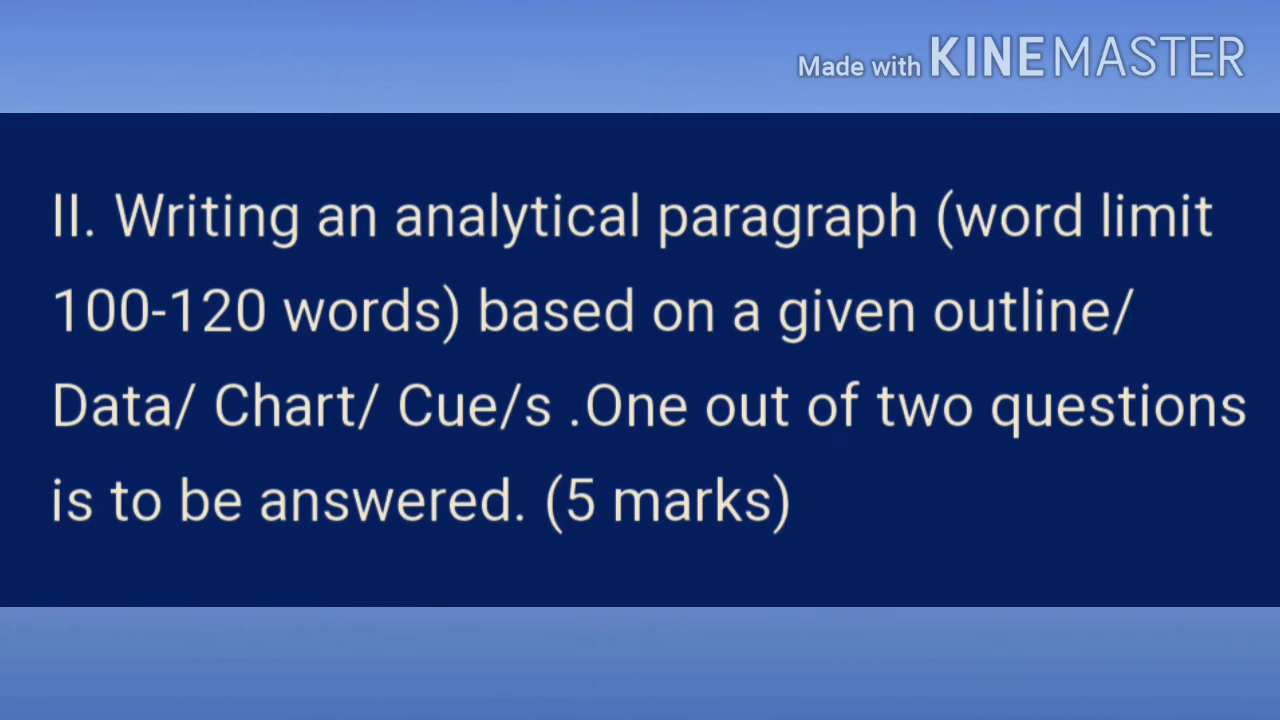 Made with KINEMASTER
II. Writing an analytical paragraph (word limit
100-120 words) based on a given outline/
Data/ Chart/ Cue/s .One out of two questions
is to be answered. (5 marks)